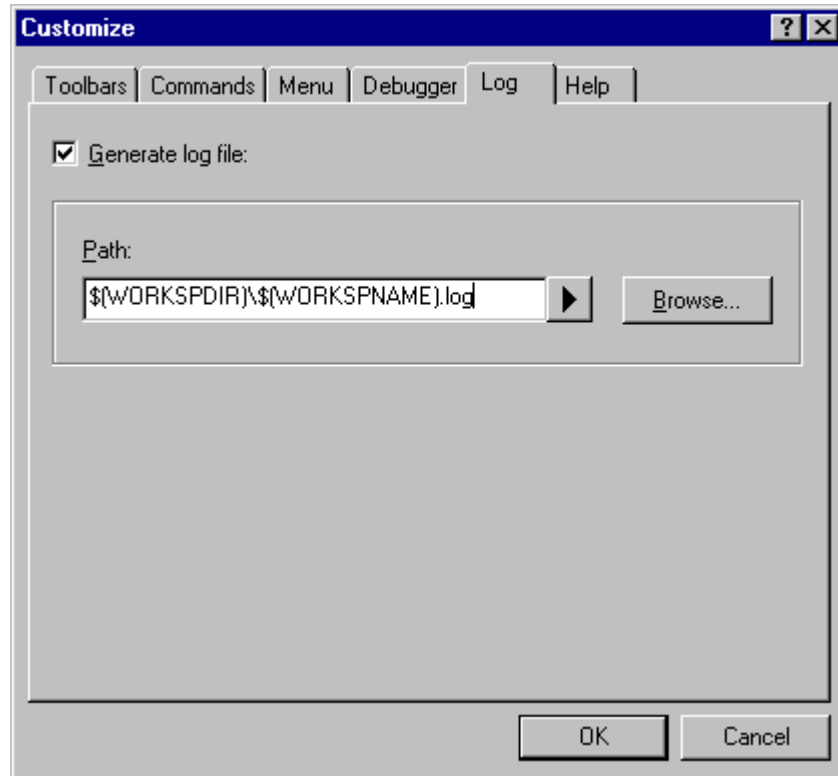 Customize
Toolbars Commands Menu Debugger Log Help
Generate log file:
Path:
$(WORKSPDIR)\$(WORKSPNAME).log
Browse...
OK Cancel